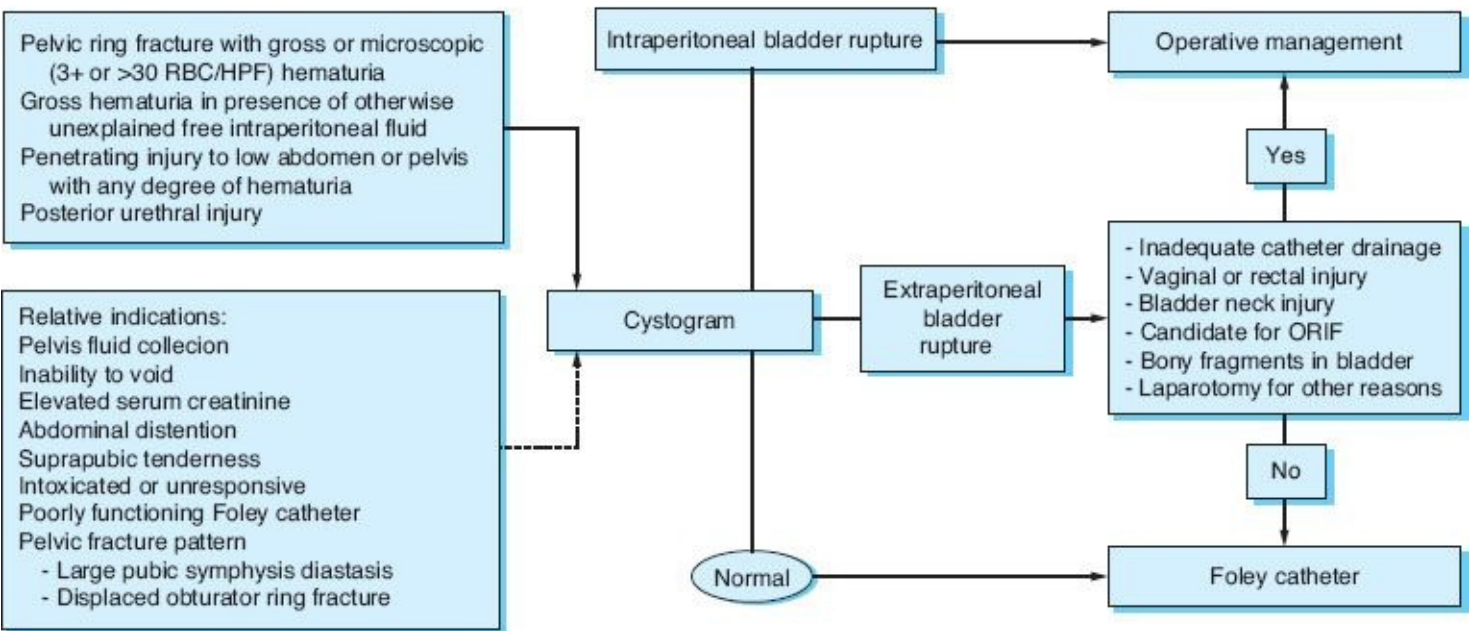 Pelvic ring fracture with gross or microscopic
(3+ or >30 RBC/HPF) hematuria
Gross hematuria in presence of otherwise
unexplained free intraperitoneal fluid
Penetrating injury to low abdomen or pelvis
with any degree of hematuria
Posterior urethral injury
Relative indications:
Pelvis fluid collecion
Inability to void
Elevated serum creatinine
Abdominal distention
Suprapubic tenderness
Intoxicated or unresponsive
Poorly functioning Foley catheter
Pelvic fracture pattern
- Large pubic symphysis diastasis
- Displaced obturator ring fracture
Cystogram
Intraperitoneal bladder rupture
Extraperitoneal
bladder
rupture
Normal
Operative management
Yes
- Inadequate catheter drainage
- Vaginal or rectal injury
- Bladder neck injury
- Candidate for ORIF
- Bony fragments in bladder
- Laparotomy for other reasons
No
Foley catheter